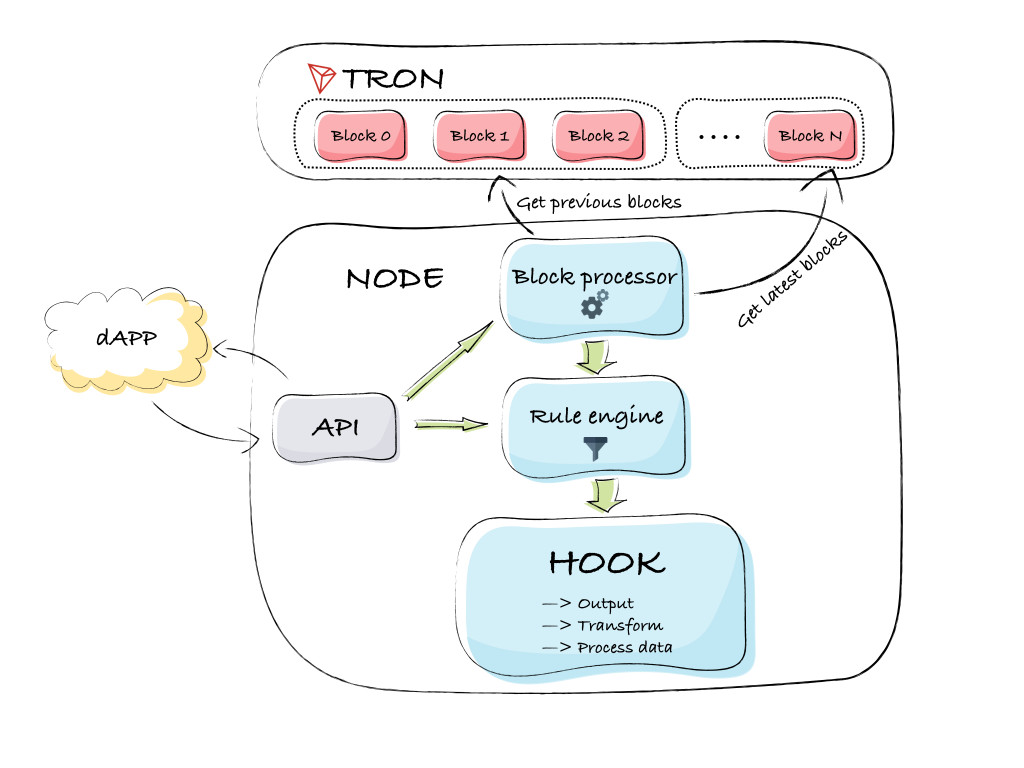 TRON
Block 0
Block 1
Block 2
....
Block N
Get previous blocks
Get latest blocks
NODE
Block processor
dAPP
API
Rule engine
HOOK
—> Output
—> Transform
—> Process data